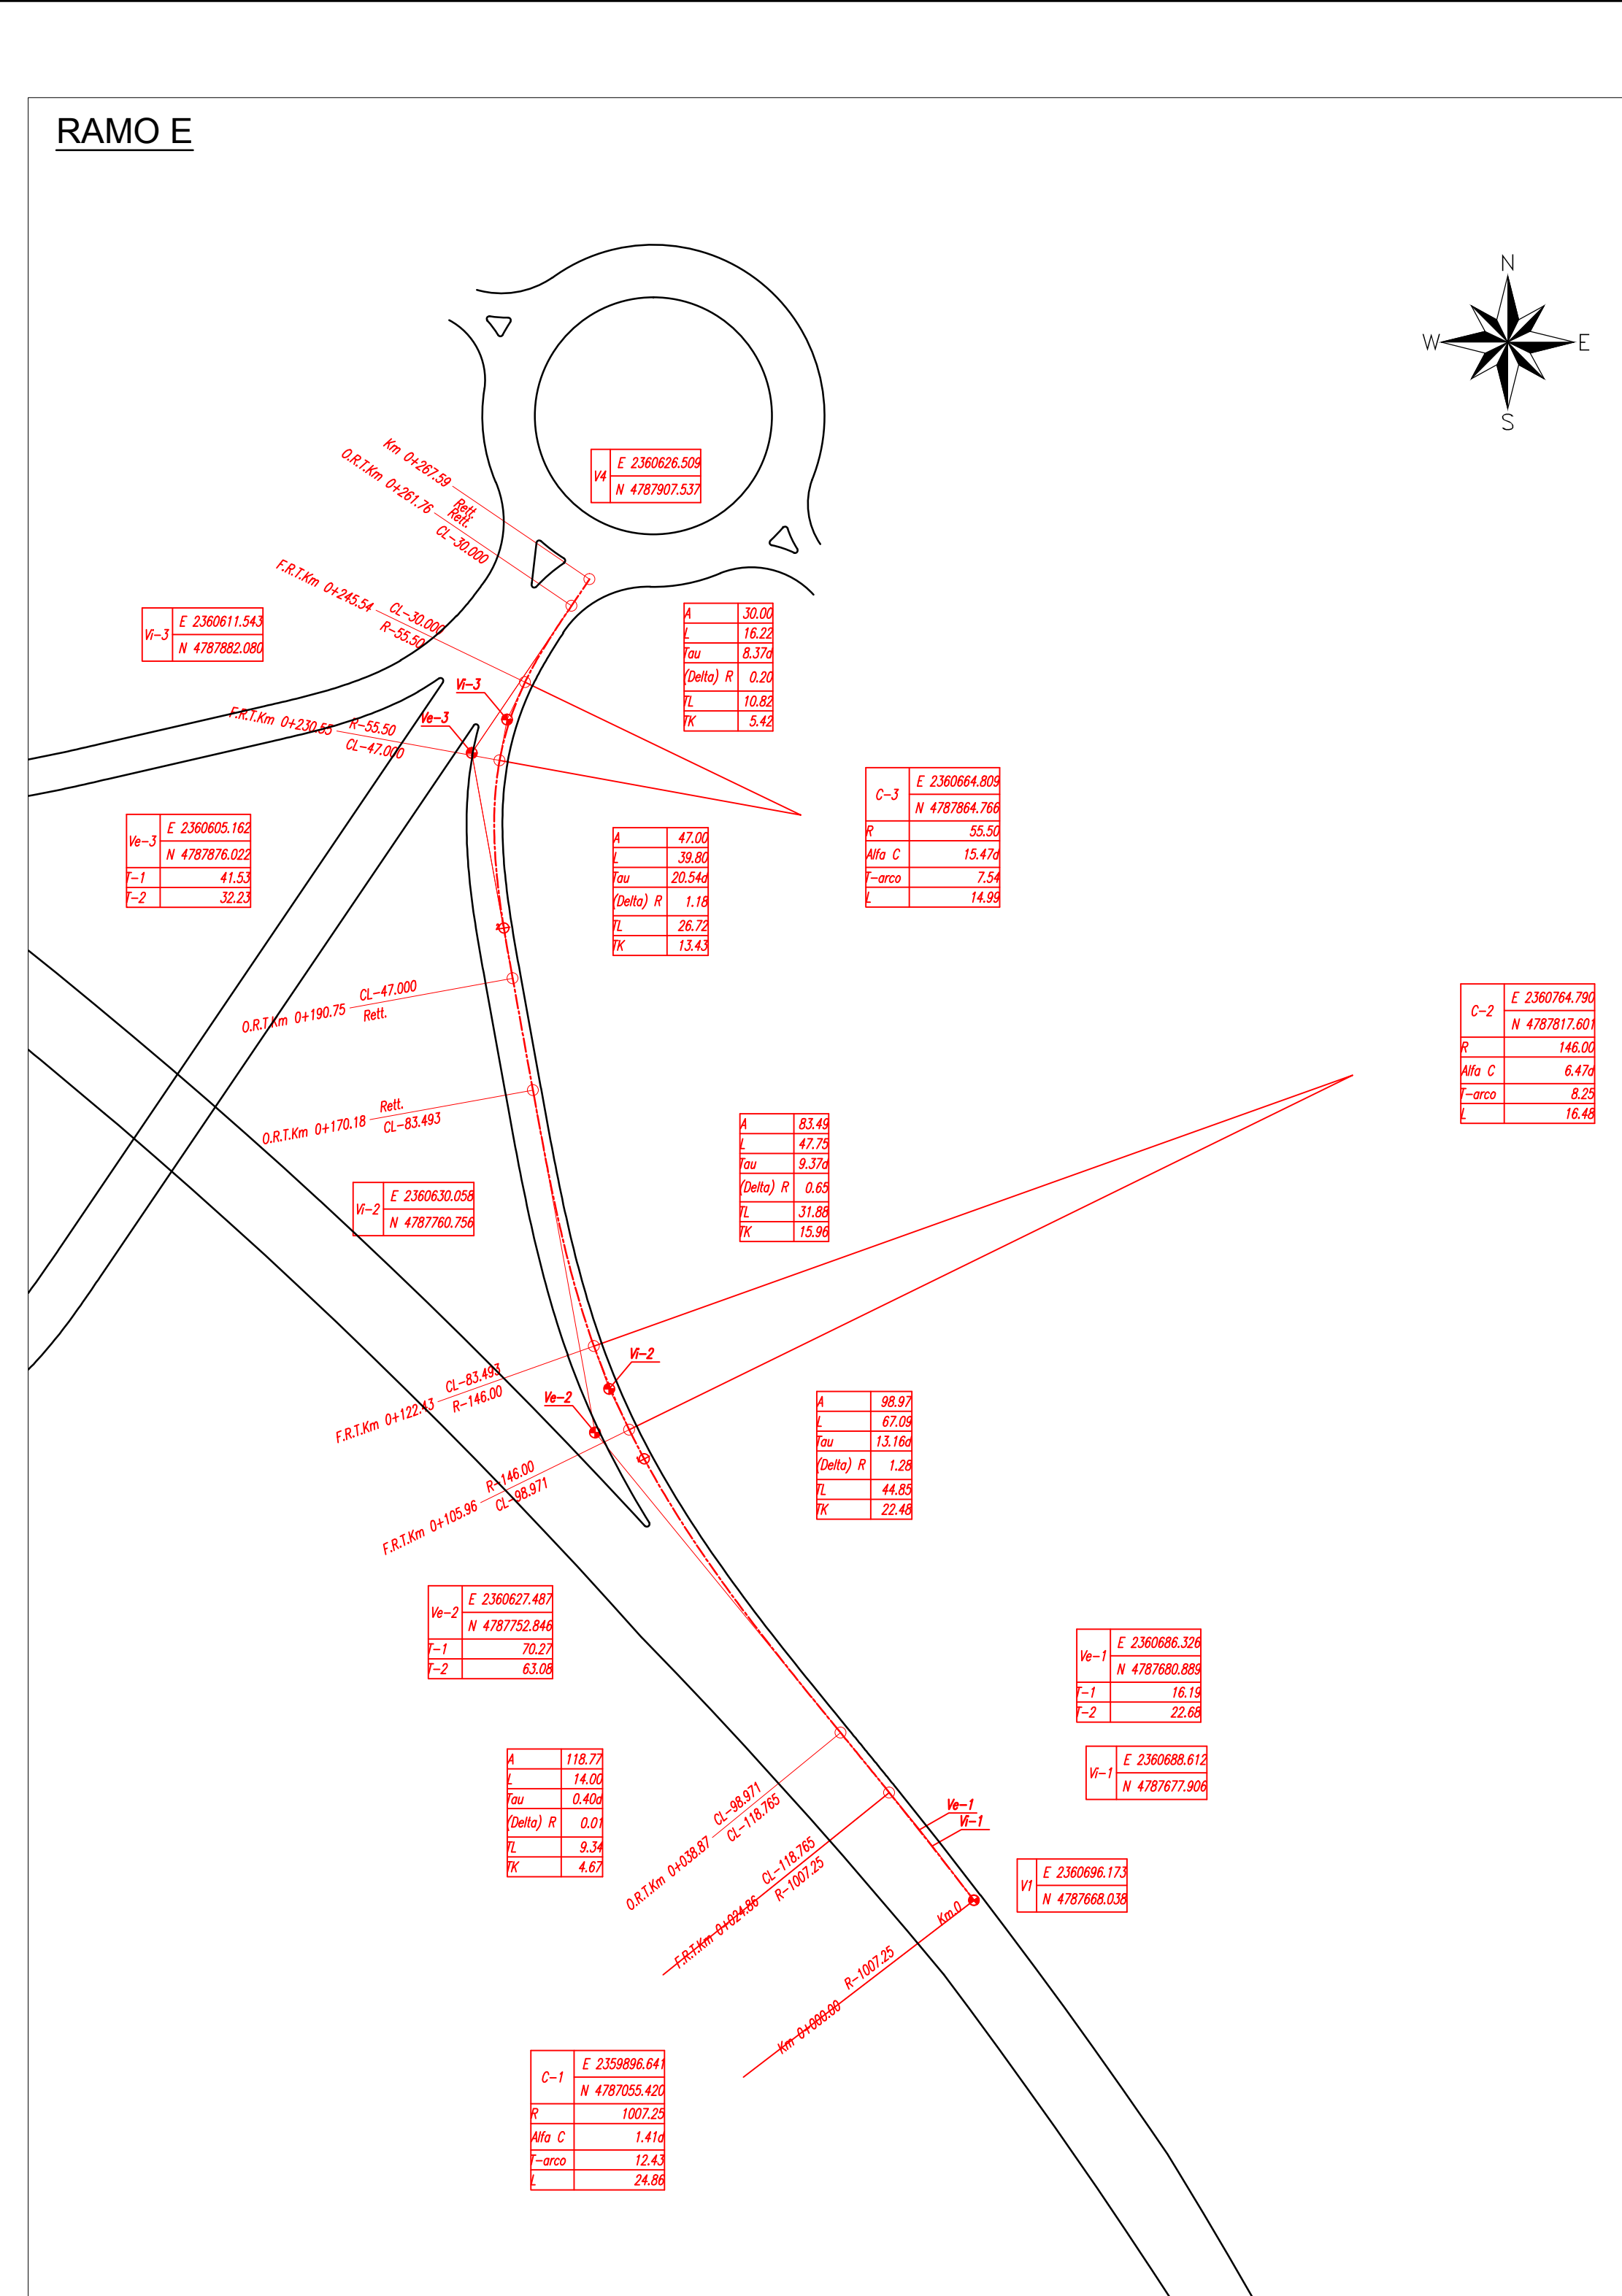 RAMO E
N
W
E
S
V4
E 2360626.509
N 4787907.537
Km 0+267.59
Rett.
O.R.T.Km 0+261.76
Rett.
CL-30.000
F.R.T.Km 0+245.54
CL-30.000
R-55.50
Vi-3
E 2360611.543
N 4787882.080
A 30.00
L 16.22
Tau 8.37d
(Delta) R 0.20
TL 10.82
TK 5.42
Vi-3
Ve-3
F.R.T.Km 0+230.55
R-55.50
CL-47.000
C-3
E 2360664.809
N 4787864.766
R 55.50
Alfa C 15.47d
T-arco 7.54
L 14.99
Ve-3
E 2360605.162
N 4787876.022
T-1 41.53
T-2 32.23
A 47.00
L 39.80
Tau 20.54d
(Delta) R 1.18
TL 26.72
TK 13.43
O.R.T.Km 0+190.75
CL-47.000
Rett.
C-2
E 2360764.790
N 4787817.601
R 146.00
Alfa C 6.47d
T-arco 8.25
L 16.48
O.R.T.Km 0+170.18
Rett.
CL-83.493
A 83.49
L 47.75
Tau 9.37d
(Delta) R 0.65
TL 31.88
TK 15.96
Vi-2
E 2360630.058
N 4787760.756
Vi-2
Ve-2
F.R.T.Km 0+122.43
CL-83.493
R-146.00
A 98.97
L 67.09
Tau 13.16d
(Delta) R 1.28
TL 44.85
TK 22.48
F.R.T.Km 0+105.96
R-146.00
CL-98.971
Ve-2
E 2360627.487
N 4787752.846
T-1 70.27
T-2 63.08
Ve-1
E 2360686.326
N 4787680.889
T-1 16.19
T-2 22.68
Vi-1
E 2360688.612
N 4787677.906
A 118.77
L 14.00
Tau 0.40d
(Delta) R 0.01
TL 9.34
TK 4.67
O.R.T.Km 0+038.87
CL-98.971
CL-118.765
Ve-1
Vi-1
F.R.T.Km 0+024.86
CL-118.765
R-1007.25
V1
E 2360696.173
N 4787668.038
Km.0
Km 0+000.00
R-1007.25
C-1
E 2359896.641
N 4787055.420
R 1007.25
Alfa C 1.41d
T-arco 12.43
L 24.86